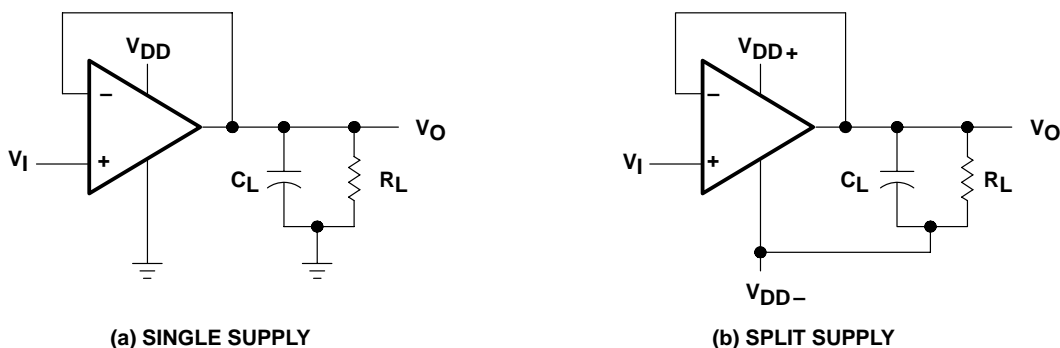 VDD
–
VI
+
CL
RL
VO
(a) SINGLE SUPPLY
VDD+
–
VI
+
CL
RL
VO
VDD–
(b) SPLIT SUPPLY